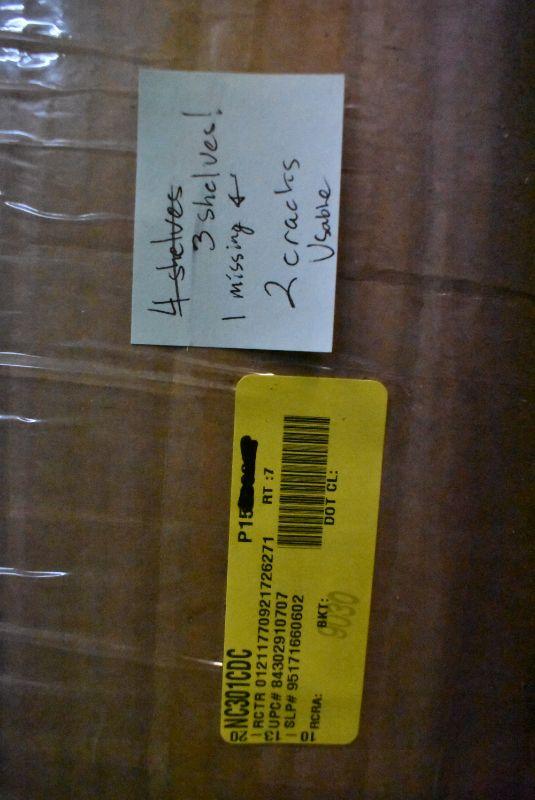 4 shelves
3 shelves!
1 missing &
2 cracks
Usable
NC301CDC
P15
RCTR 012117709217262​71
RT :7
UPC# 84302910707
SLP# 95171660602
RCRA:
BKT:
9030
DOT CL: